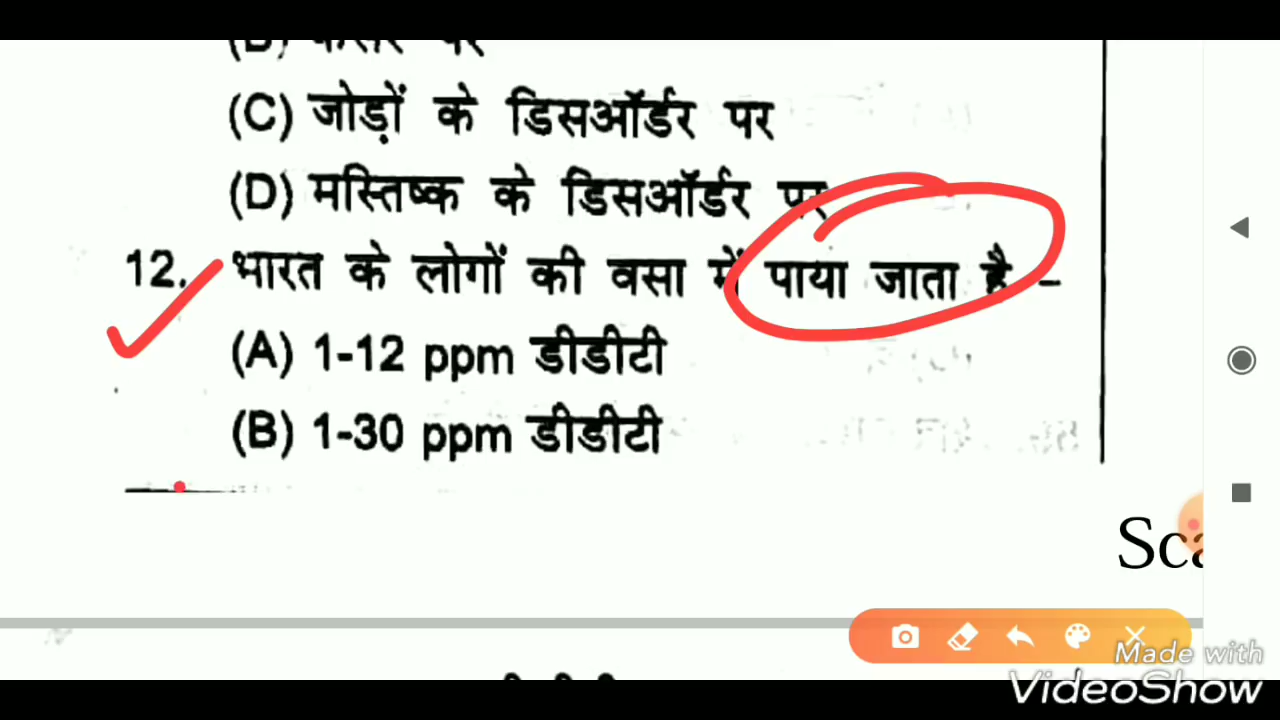 (C) जोड़ों के डिसऑर्डर पर
(D) मस्तिष्क के डिसऑर्डर पर
12. भारत के लोगों की वसा में पाया जाता है –
(A) 1-12 ppm डीडीटी
(B) 1-30 ppm डीडीटी
Made with
VideoShow